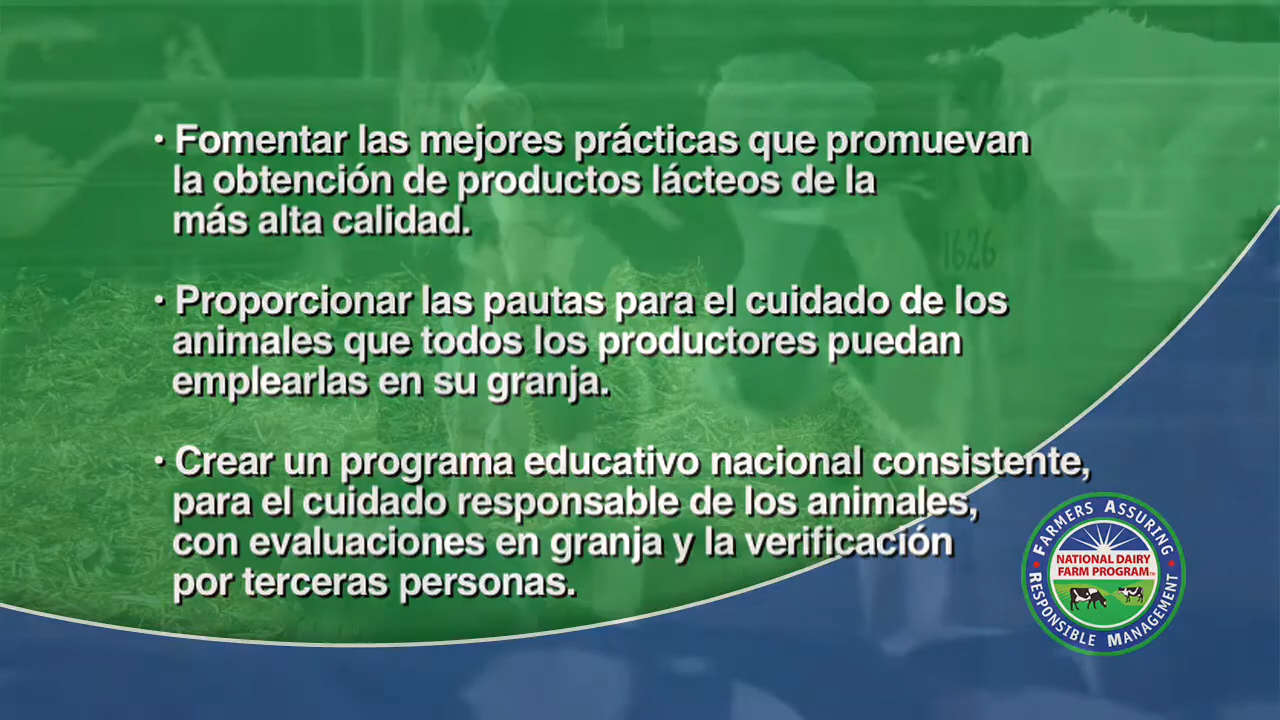 · Fomentar las mejores prácticas que promuevan
la obtención de productos lácteos de la
más alta calidad.
· Proporcionar las pautas para el cuidado de los
animales que todos los productores puedan
emplearlas en su granja.
· Crear un programa educativo nacional consistente,
para el cuidado responsable de los animales,
con evaluaciones en granja y la verificación
por terceras personas.
1626
FARMERS ASSURING
NATIONAL DAIRY
FARM PROGRAM™
RESPONSIBLE MANAGEMENT